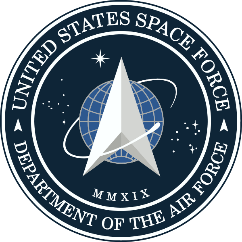 UNITED STATES SPACE FORCE
MMXIX
DEPARTMENT OF THE AIR FORCE